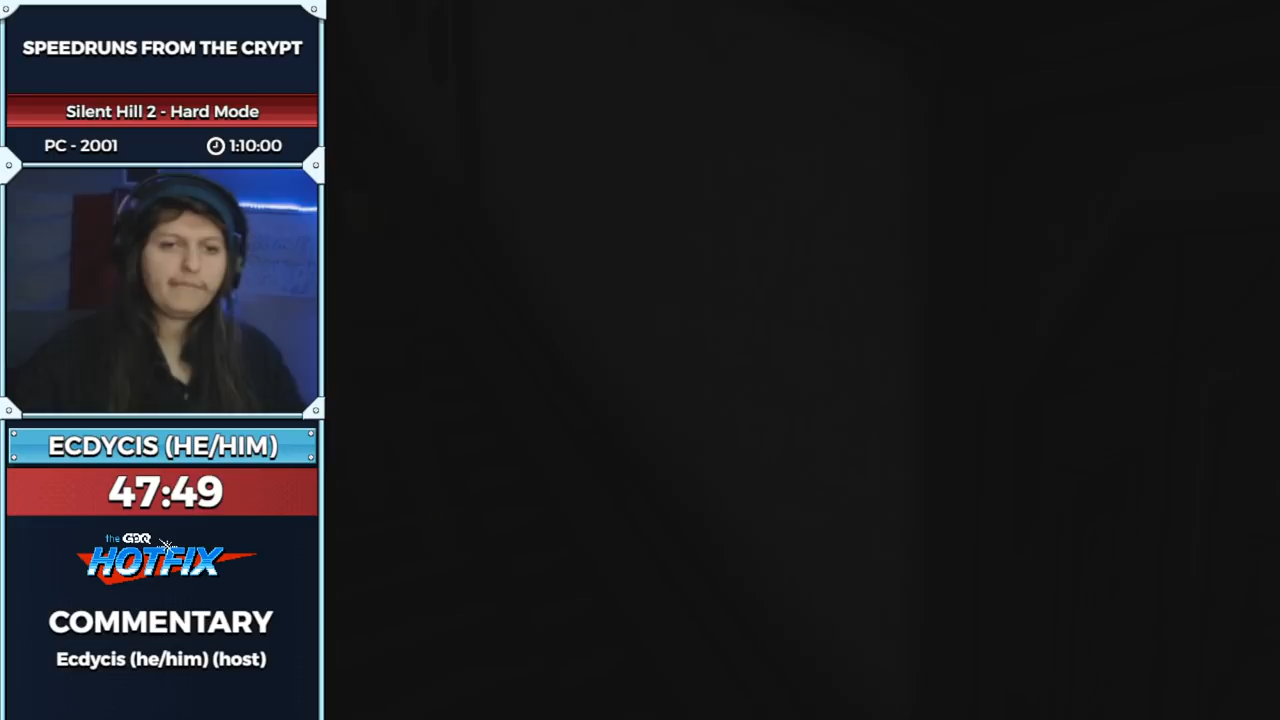 SPEEDRUNS FROM THE CRYPT
Silent Hill 2 - Hard Mode
PC - 2001 1:10:00
ECDYCIS (HE/HIM)
47:49
the GDQ
HOTFIX
COMMENTARY
Ecdycis (he/him) (host)